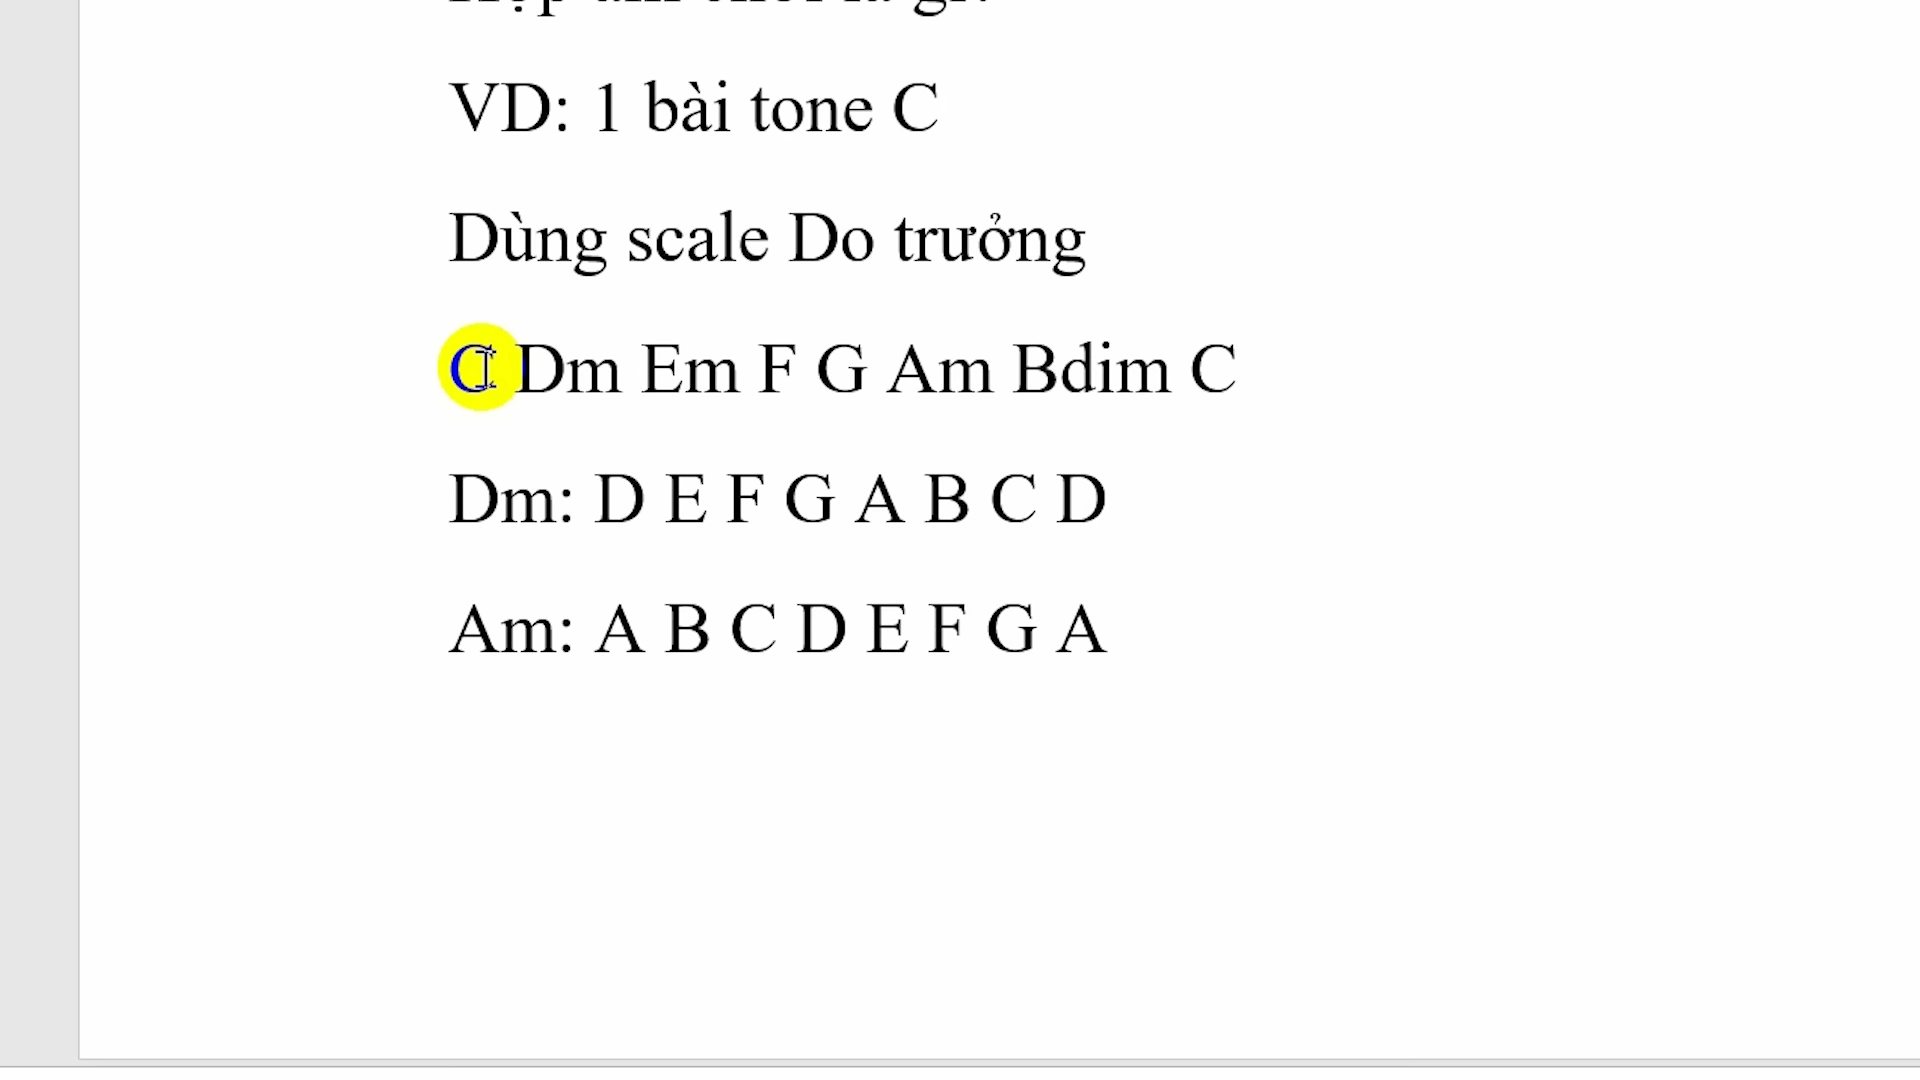 VD: 1 bài tone C
Dùng scale Do trưởng
C Dm Em F G Am Bdim C
Dm: D E F G A B C D
Am: A B C D E F G A